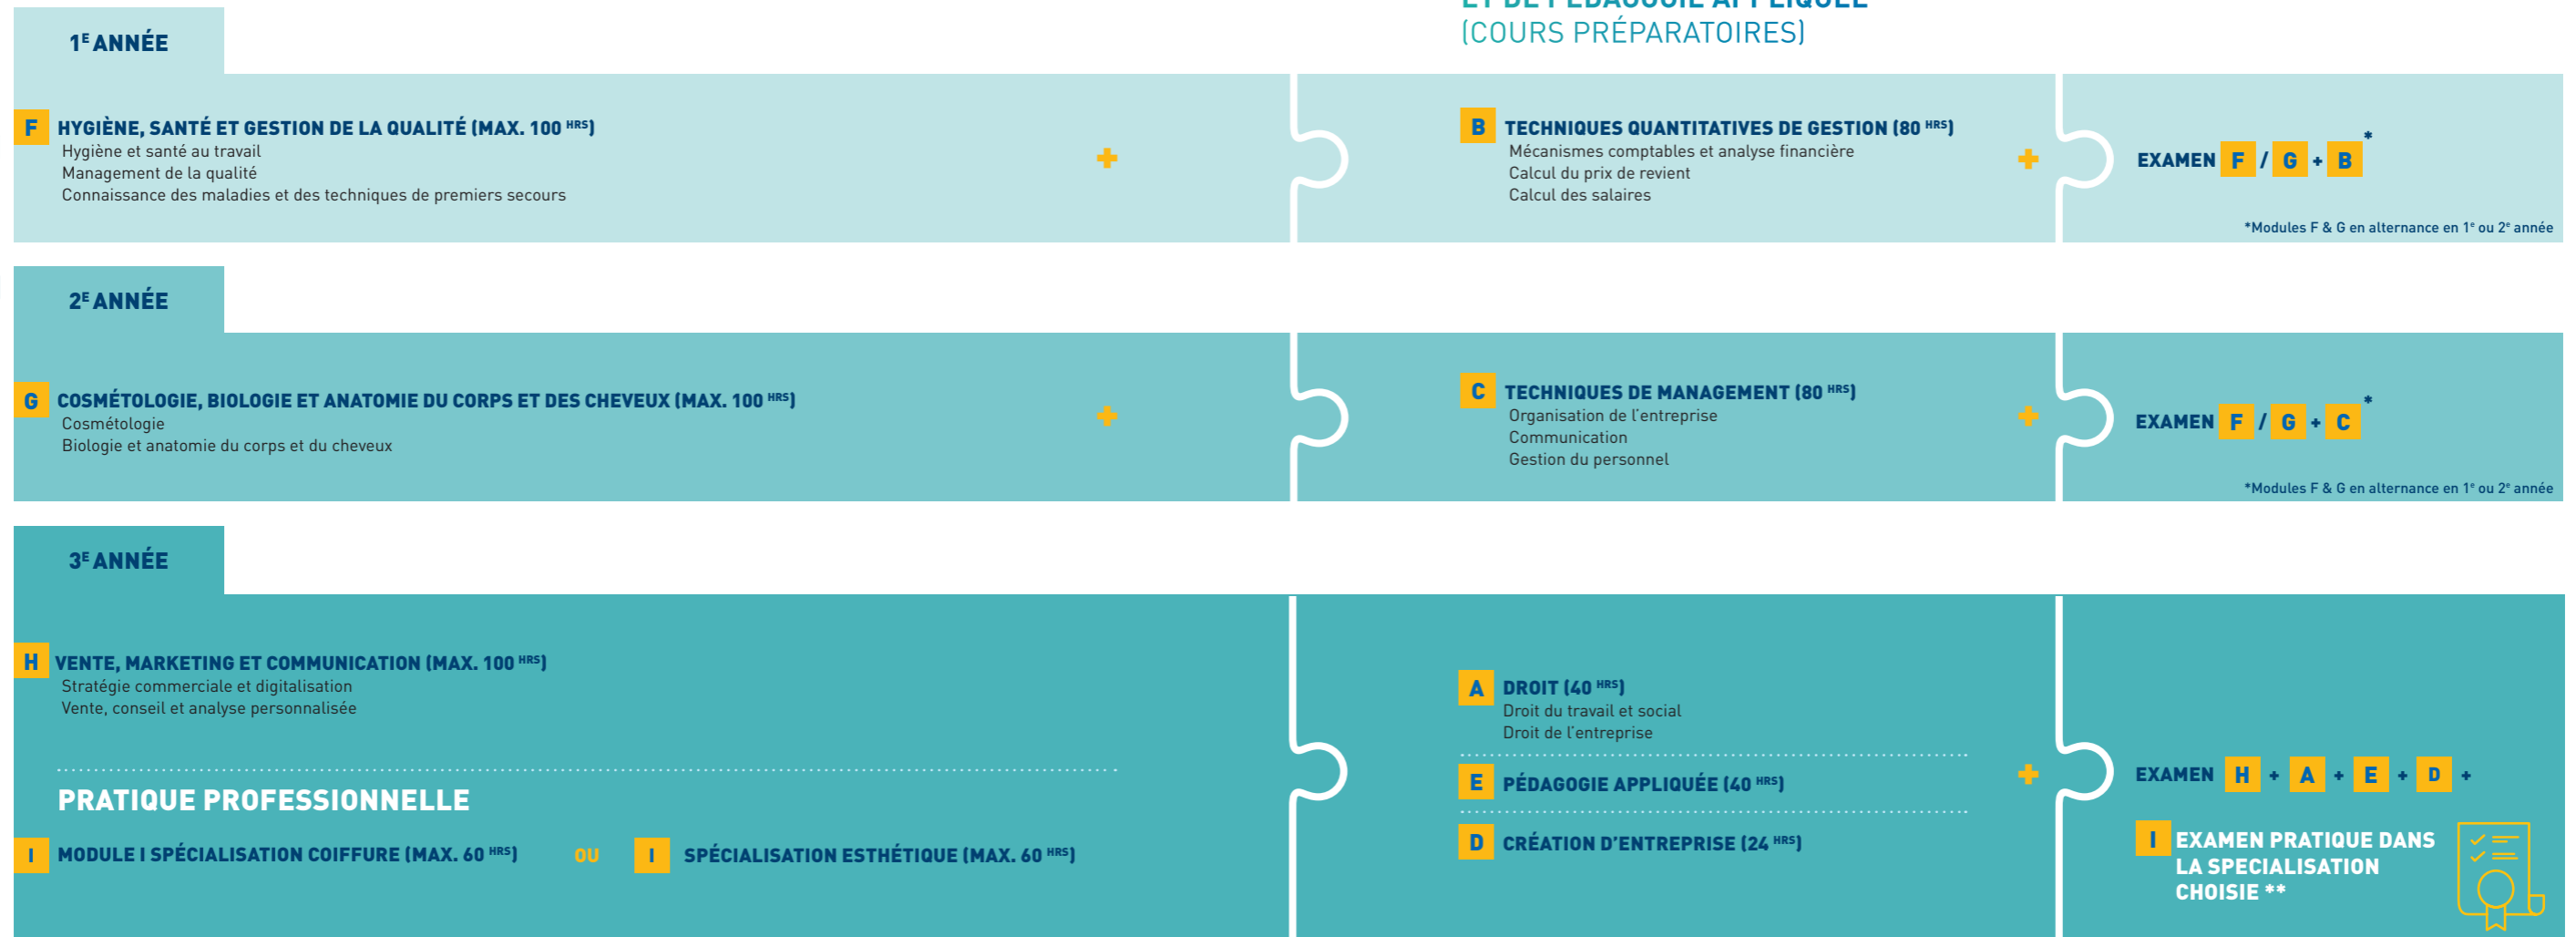 ET DE PÉDAGOGIE APPLIQUÉE
(COURS PRÉPARATOIRES)
1E ANNÉE
F HYGIÈNE, SANTÉ ET GESTION DE LA QUALITÉ (MAX. 100 HRS)
Hygiène et santé au travail
Management de la qualité
Connaissance des maladies et des techniques de premiers secours
+
B TECHNIQUES QUANTITATIVES DE GESTION (80 HRS)
Mécanismes comptables et analyse financière
Calcul du prix de revient
Calcul des salaires
+
EXAMEN F / G + B *
*Modules F & G en alternance en 1e ou 2e année
2E ANNÉE
G COSMÉTOLOGIE, BIOLOGIE ET ANATOMIE DU CORPS ET DES CHEVEUX (MAX. 100 HRS)
Cosmétologie
Biologie et anatomie du corps et du cheveux
+
C TECHNIQUES DE MANAGEMENT (80 HRS)
Organisation de l'entreprise
Communication
Gestion du personnel
+
EXAMEN F / G + C *
*Modules F & G en alternance en 1e ou 2e année
3E ANNÉE
H VENTE, MARKETING ET COMMUNICATION (MAX. 100 HRS)
Stratégie commerciale et digitalisation
Vente, conseil et analyse personnalisée
PRATIQUE PROFESSIONNELLE
I MODULE I SPÉCIALISATION COIFFURE (MAX. 60 HRS) OU I SPÉCIALISATION ESTHÉTIQUE (MAX. 60 HRS)
A DROIT (40 HRS)
Droit du travail et social
Droit de l'entreprise
E PÉDAGOGIE APPLIQUÉE (40 HRS)
D CRÉATION D'ENTREPRISE (24 HRS)
+
EXAMEN H + A + E + D +
I EXAMEN PRATIQUE DANS
LA SPECIALISATION
CHOISIE **